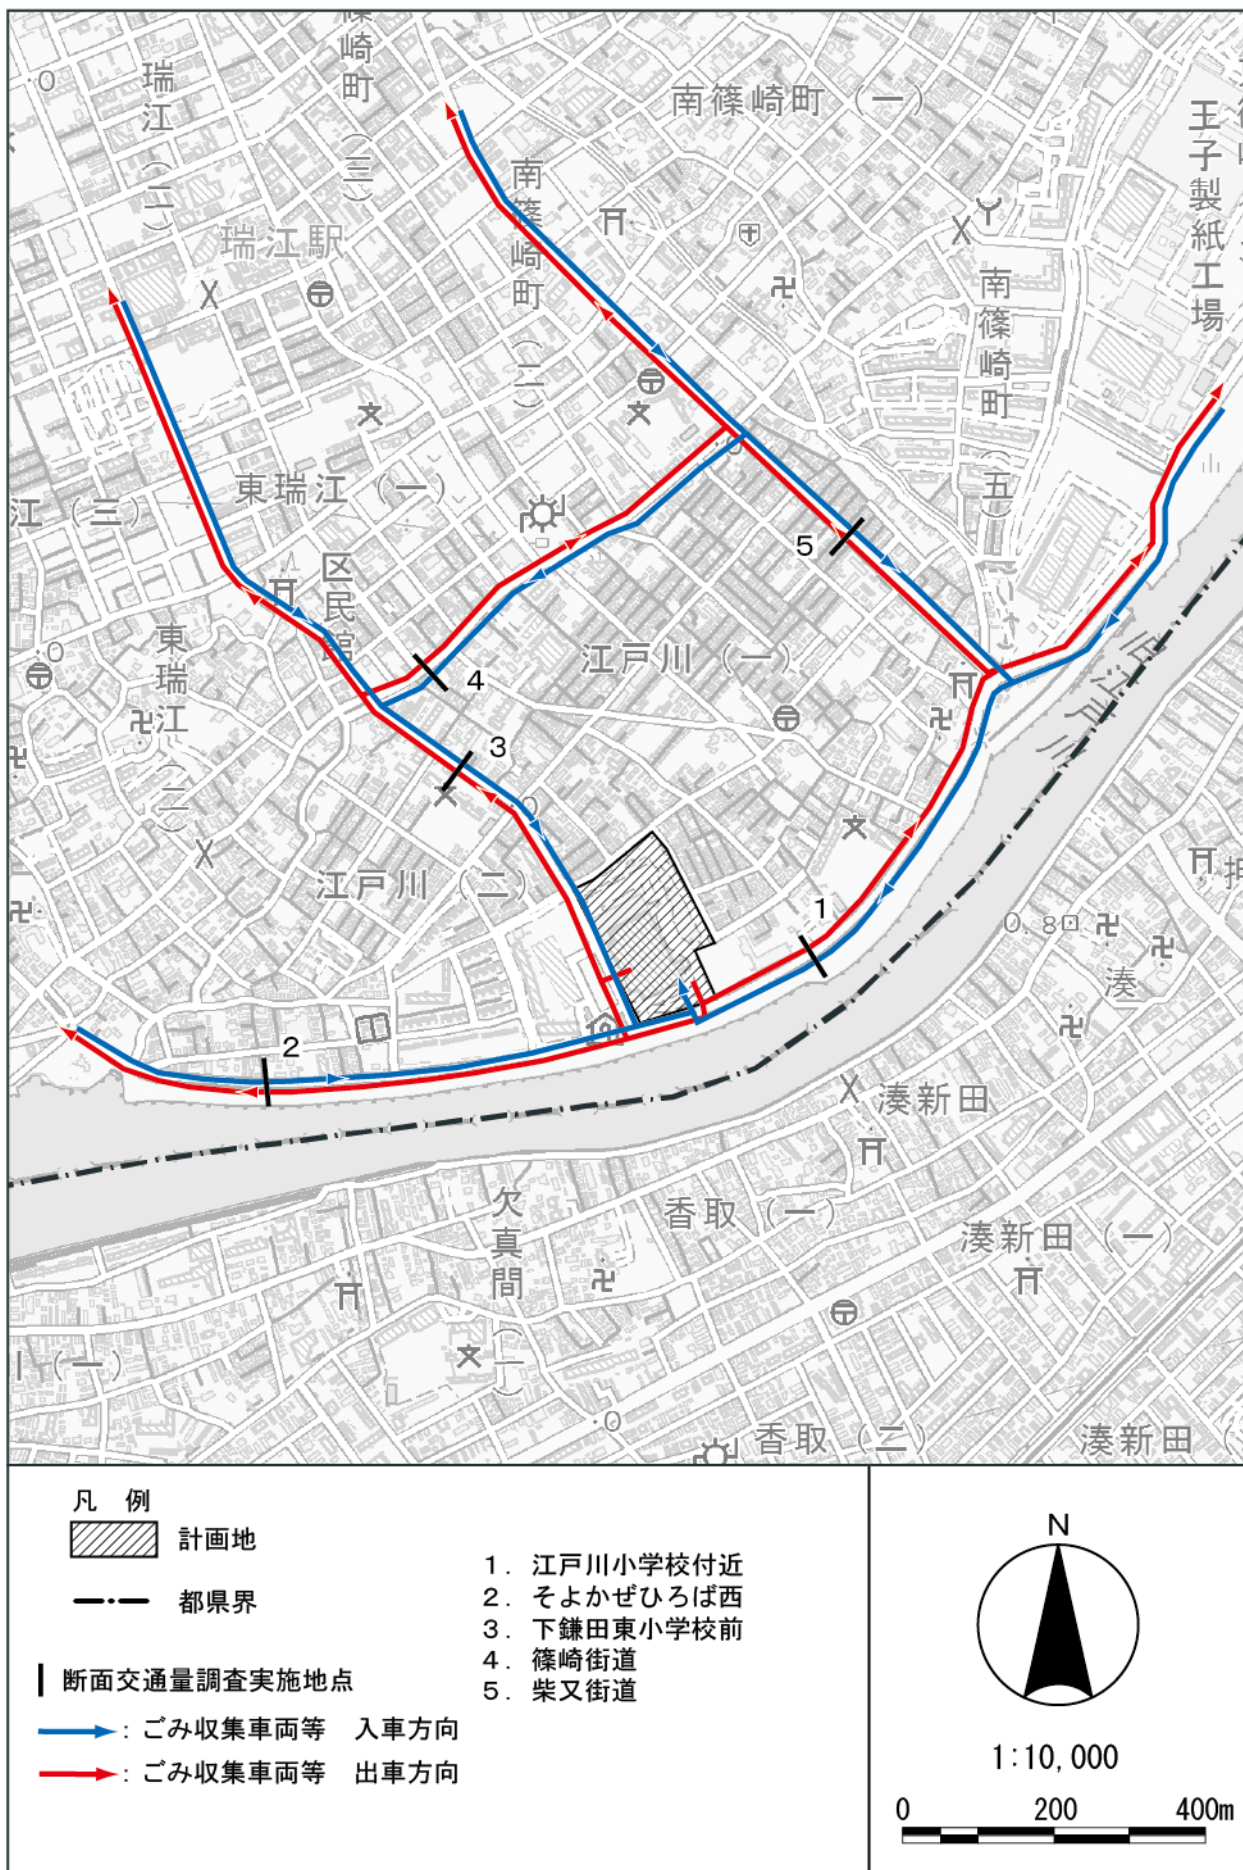 篠崎町(三)
瑞江(二)
南篠崎町(一)
王子製紙工場
南篠崎町(二)
瑞江駅
南篠崎町(五)
東瑞江(一)
江(三)
区民館
5
東瑞江(二)
江戸川(一)
旧江戸川
4
3
江戸川(二)
押
1
0.8
湊
2
湊新田
欠真間(一)
香取(一)
湊新田(一)
(一)
香取(二)
湊新田(
凡 例
計画地
都県界
断面交通量調査実施地点
:ごみ収集車両等 入車方向
:ごみ収集車両等 出車方向
1. 江戸川小学校付近
2. そよかぜひろば西
3. 下鎌田東小学校前
4. 篠崎街道
5. 柴又街道
N
1:10,000
0 200 400m